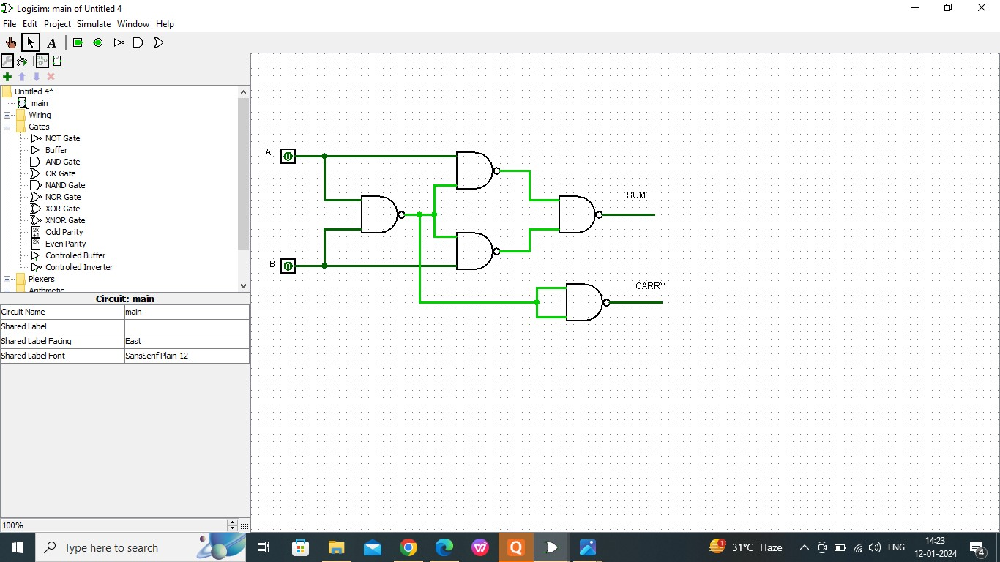 Logisim: main of Untitled 4
File Edit Project Simulate Window Help
A
Untitled 4*
main
Wiring
Gates
NOT Gate
Buffer
AND Gate
OR Gate
NAND Gate
NOR Gate
XOR Gate
XNOR Gate
Odd Parity
Even Parity
Controlled Buffer
Controlled Inverter
Plexers
Arithmetic
Circuit: main
Circuit Name main
Shared Label
Shared Label Facing East
Shared Label Font SansSerif Plain 12
100%
A 0
SUM
B 0
CARRY
Type here to search
31°C Haze
ENG
14:23
12-01-2024
4